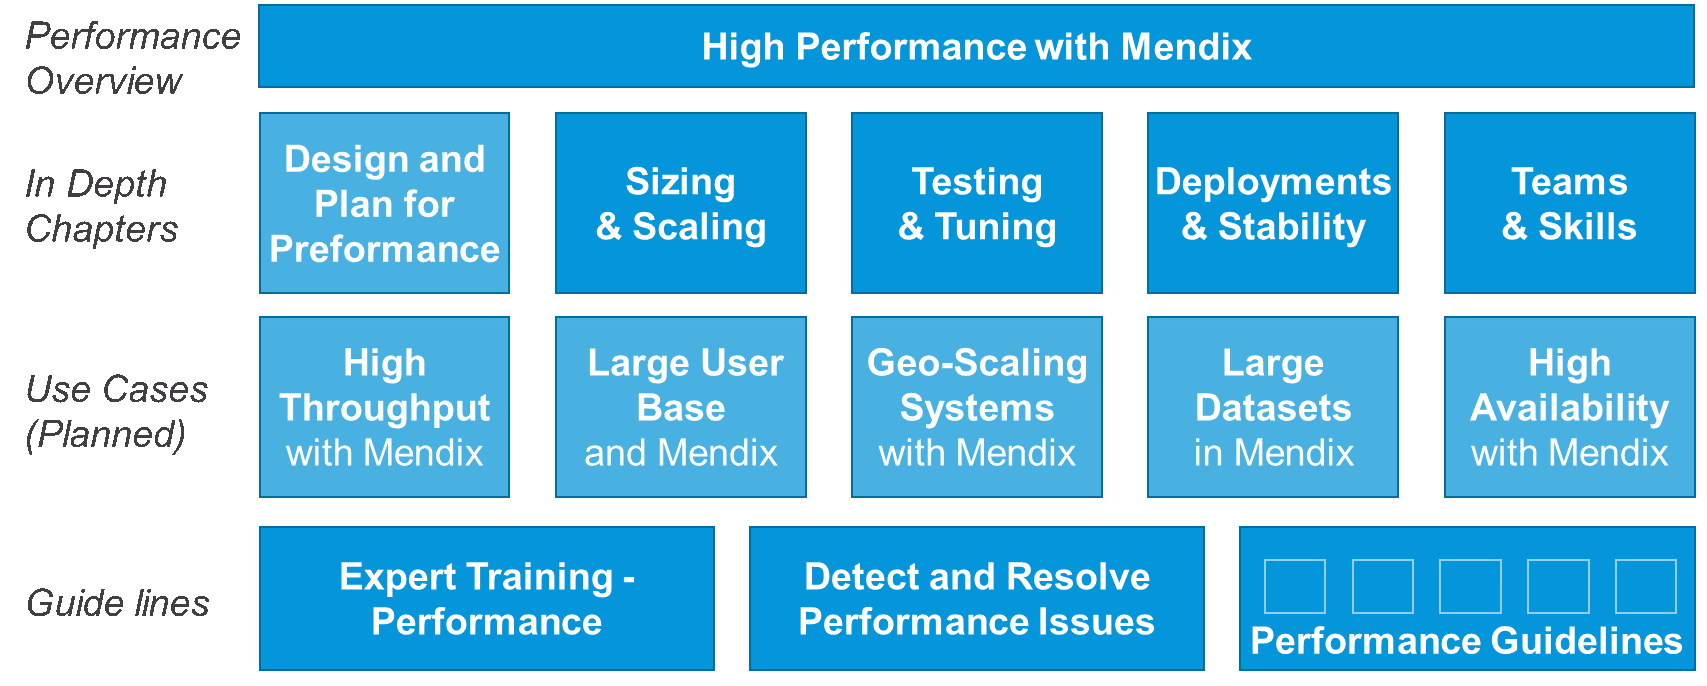 Performance
Overview
High Performance with Mendix
In Depth
Chapters
Design and
Plan for
Preformance
Sizing
& Scaling
Testing
& Tuning
Deployments
& Stability
Teams
& Skills
Use Cases
(Planned)
High
Throughput
with Mendix
Large User
Base
and Mendix
Geo-Scaling
Systems
with Mendix
Large
Datasets
in Mendix
High
Availability
with Mendix
Guide lines
Expert Training -
Performance
Detect and Resolve
Performance Issues
Performance Guidelines